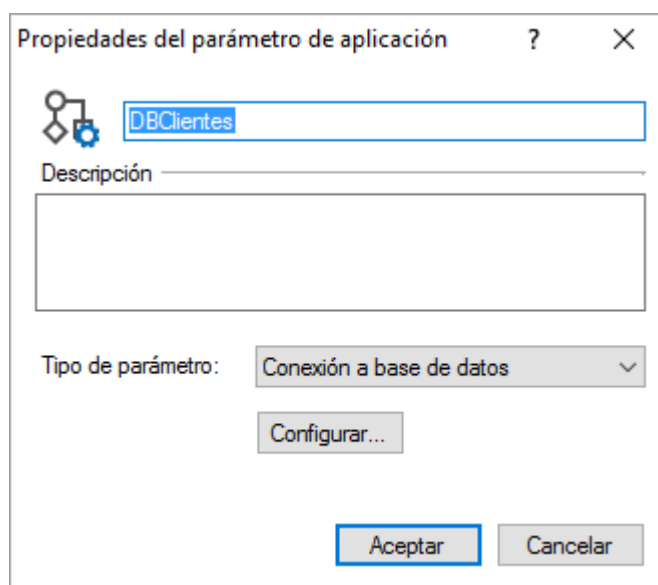 Propiedades del parámetro de aplicación ?
DBClientes
Descripción
Tipo de parámetro: Conexión a base de datos
Configurar...
Aceptar Cancelar